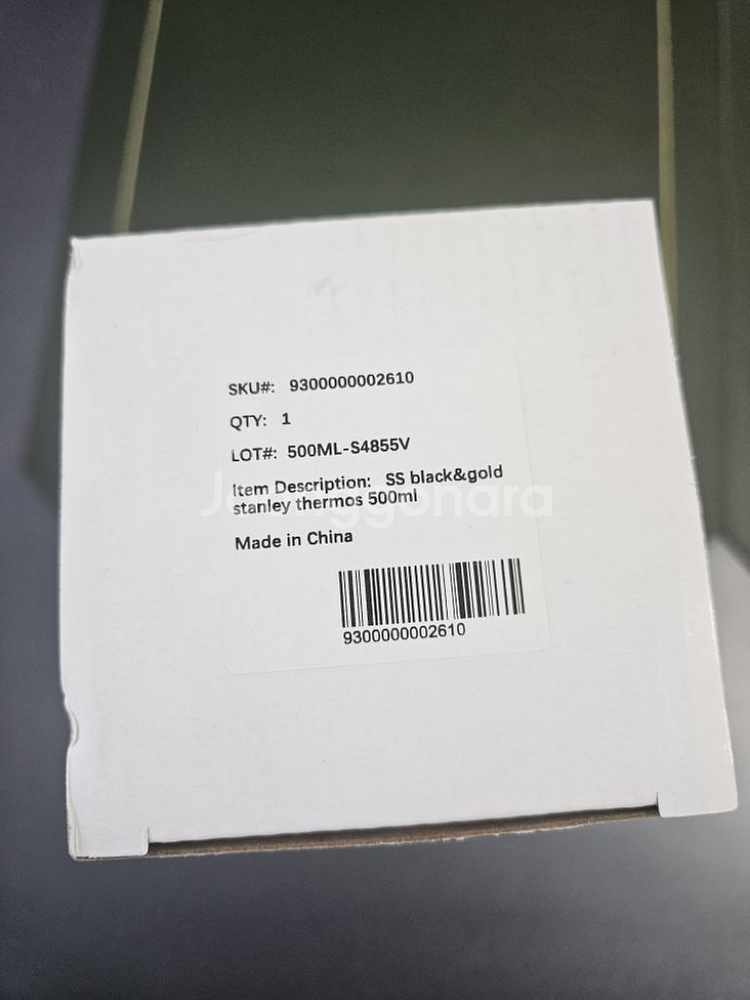 SKU#: 9300000002610
QTY: 1
LOT#: 500ML-S4855V
Item Description: SS black&gold
stanley thermos 500ml
Joonggonara
Made in China
9300000002610